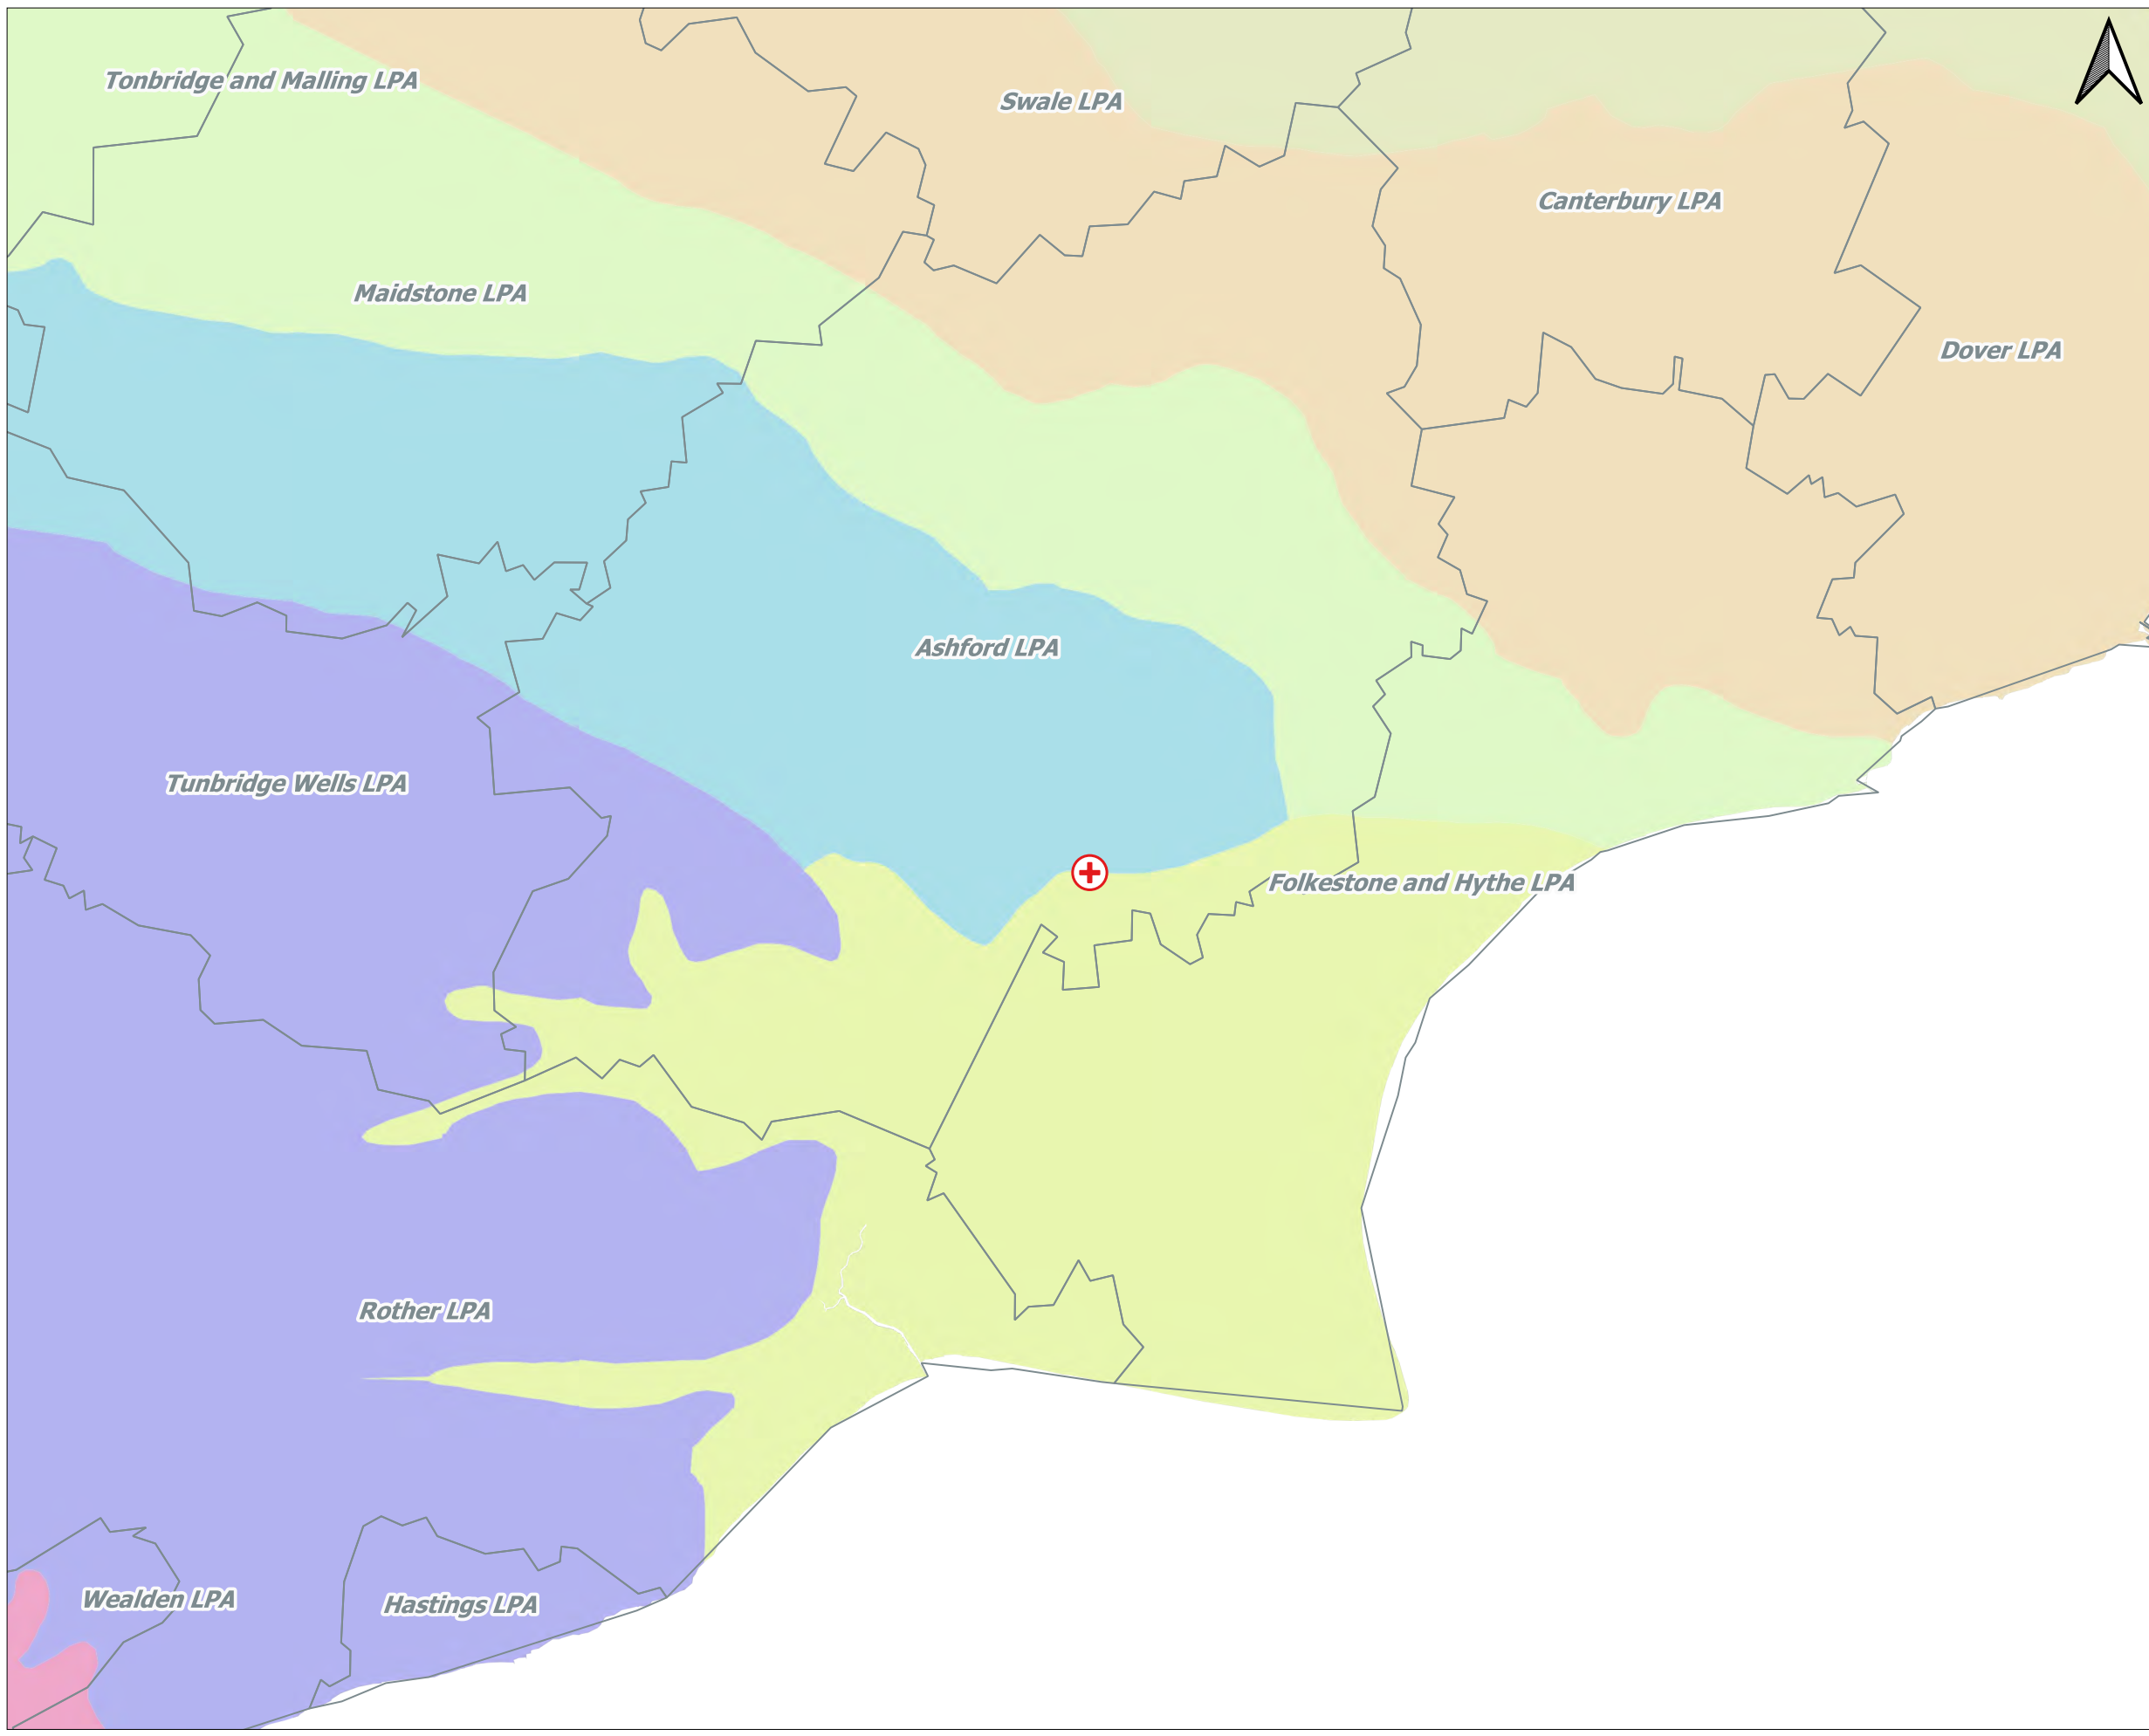 Tonbridge and Malling LPA
Swale LPA
Canterbury LPA
Maidstone LPA
Dover LPA
Ashford LPA
Tunbridge Wells LPA
Folkestone and Hythe LPA
Rother LPA
Wealden LPA
Hastings LPA